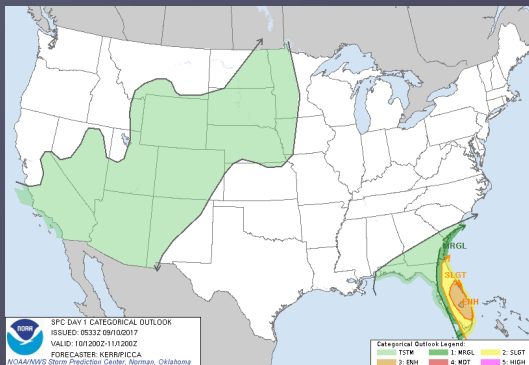 MRGL
SLGT
ENH
NOAA
SPC DAY 1 CATEGORICAL OUTLOOK
ISSUED: 0533Z 09/10/2017
VALID: 10/1200Z-11/1200Z
FORECASTER: KERR/PICCA
NOAA/NWS Storm Prediction Center, Norman, Oklahoma
Categorical Outlook Legend:
TSTM 1: MRGL 2: SLGT
3: ENH 4: MDT 5: HIGH